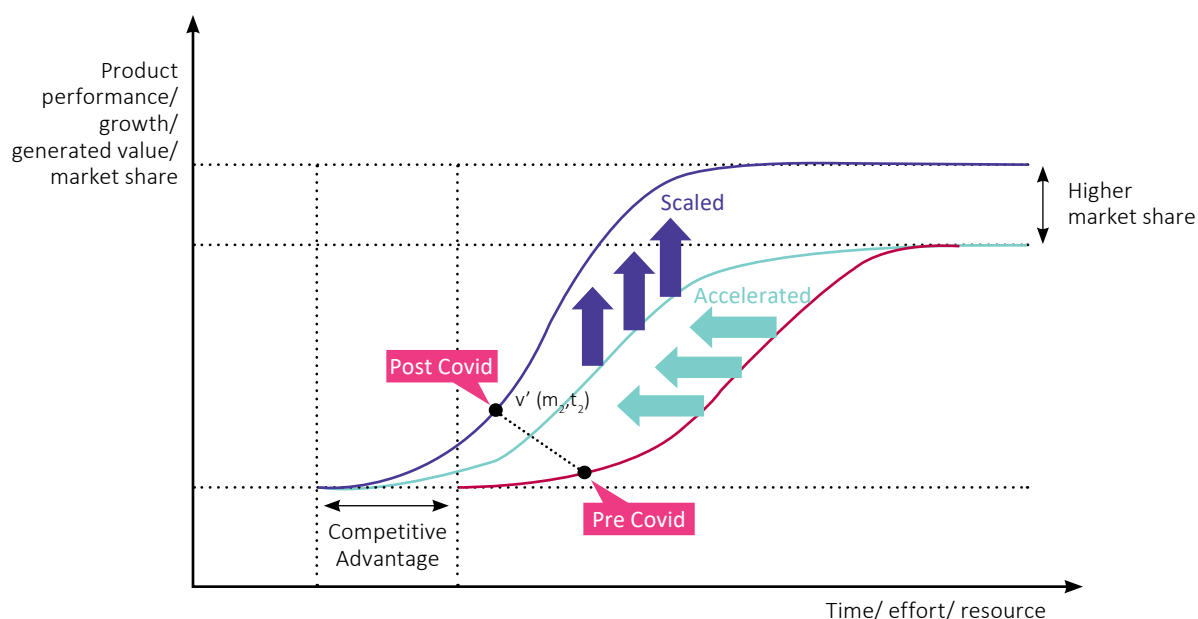 Product
performance/
growth/
generated value/
market share
Scaled
Higher
market share
Accelerated
Post Covid
v' (m₂,t₂)
Pre Covid
Competitive
Advantage
Time/ effort/ resource